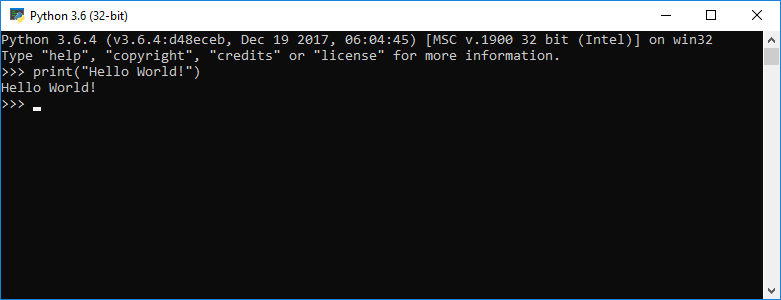 Python 3.6 (32-bit)
Python 3.6.4 (v3.6.4:d48eceb, Dec 19 2017, 06:04:45) [MSC v.1900 32 bit (Intel)] on win32
Type "help", "copyright", "credits" or "license" for more information.
>>> print("Hello World!")
Hello World!
>>>